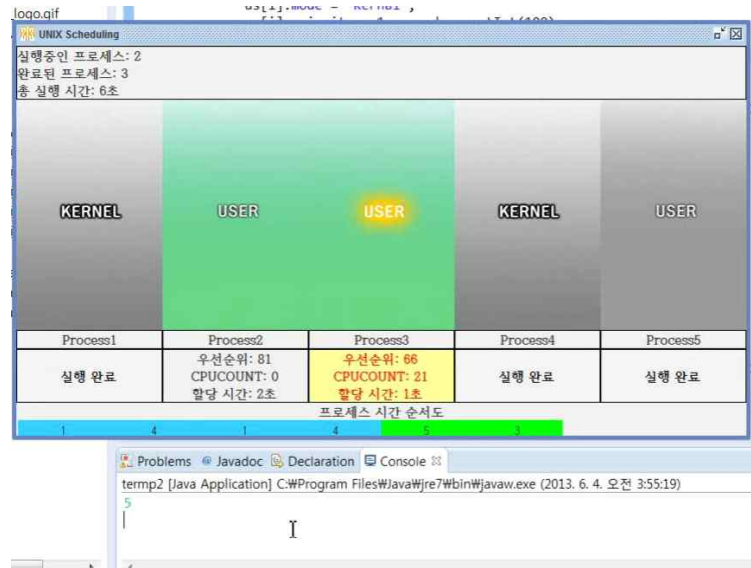 logo.gif
UNIX Scheduling
실행중인 프로세스: 2
완료된 프로세스: 3
총 실행 시간: 6초
KERNEL USER USER KERNEL USER
Process1 Process2 Process3 Process4 Process5
실행 완료
우선순위: 81
CPUCOUNT: 0
할당 시간: 2초
우선순위: 66
CPUCOUNT: 21
할당 시간: 1초
실행 완료
실행 완료
프로세스 시간 순서도
1 4 1 4 5 3
Problems Javadoc Declaration Console
termp2 [Java Application] C:₩Program Files₩Java₩jre7₩bin₩javaw.exe (2013. 6. 4. 오전 3:55:19)
5